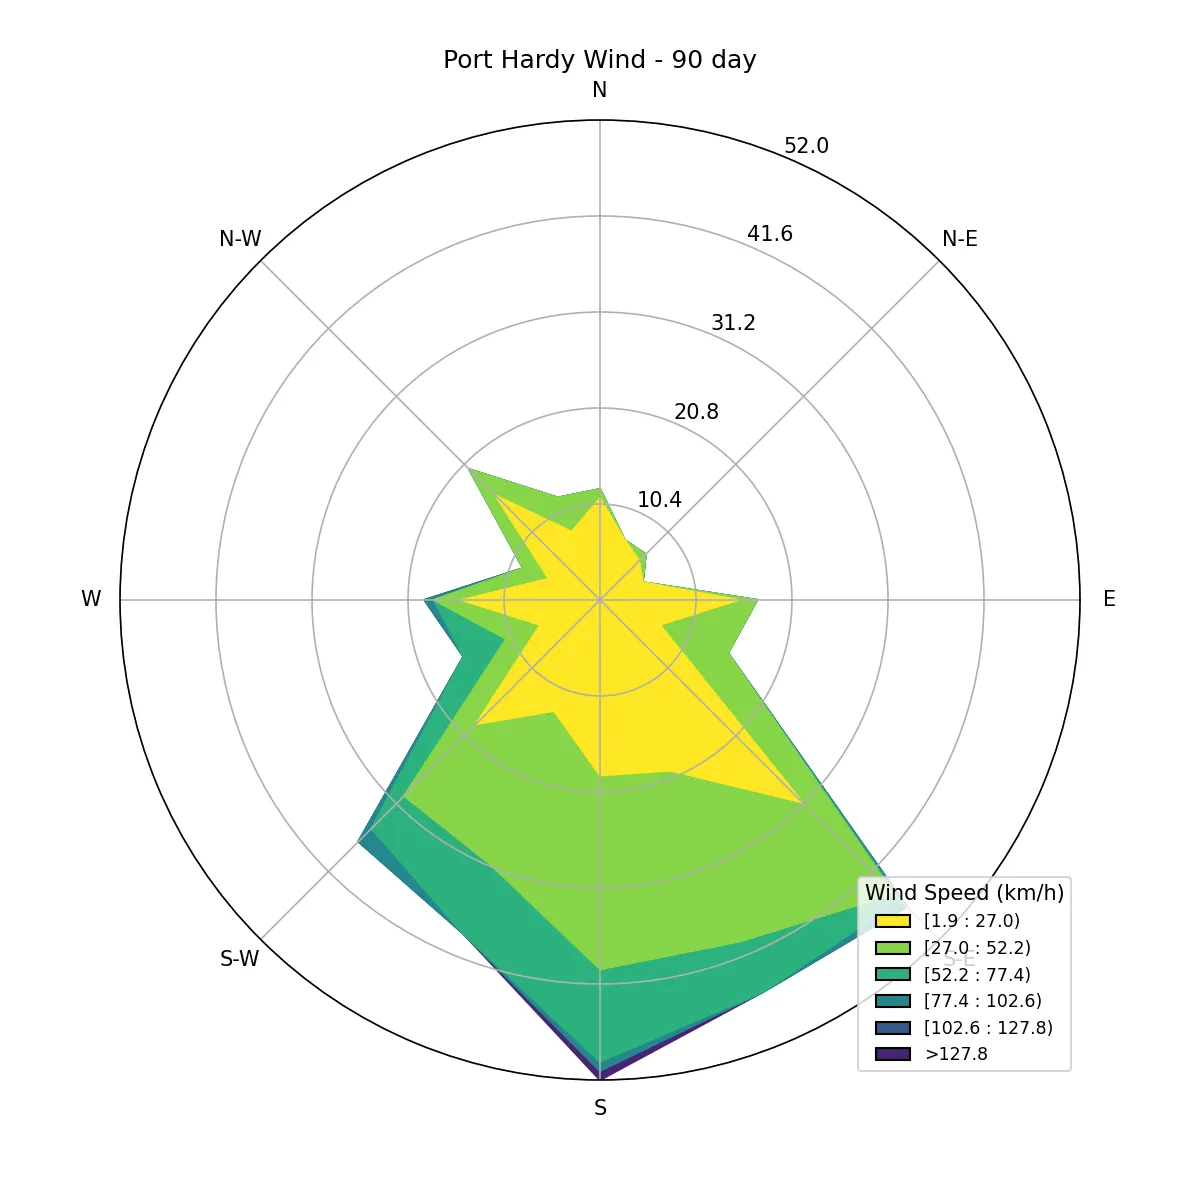 Port Hardy Wind - 90 day
N
52.0
N-W
41.6
N-E
31.2
20.8
10.4
W
E
Wind Speed (km/h)
[1.9 : 27.0)
[27.0 : 52.2)
S-W
S-E
[52.2 : 77.4)
[77.4 : 102.6)
[102.6 : 127.8)
>127.8
S